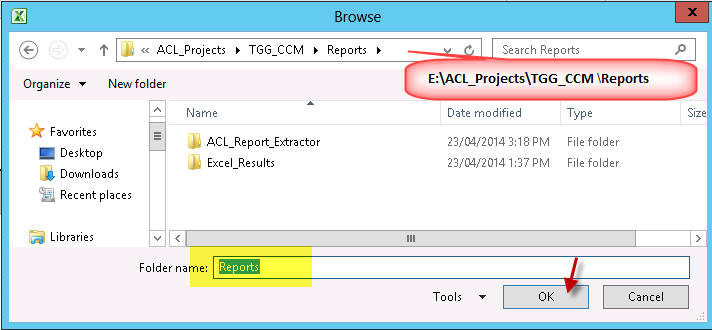 Browse
« ACL_Projects ▸ TGG_CCM ▸ Reports ▸
Search Reports
E:\ACL_Projects\TGG_CCM \Reports
Organize New folder
Name Date modified Type Size
Favorites
Desktop
Downloads
Recent places
Libraries
ACL_Report_Extractor 23/04/2014 3:18 PM File folder
Excel_Results 23/04/2014 1:37 PM File folder
Folder name: Reports
Tools OK Cancel